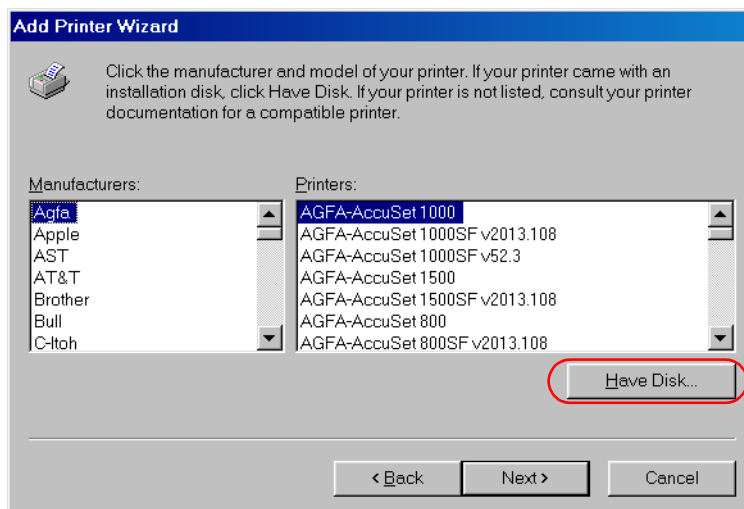 Add Printer Wizard
Click the manufacturer and model of your printer. If your printer came with an
installation disk, click Have Disk. If your printer is not listed, consult your printer
documentation for a compatible printer.
Manufacturers:
Printers:
Agfa
Apple
AST
AT&T
Brother
Bull
C-Itoh
AGFA-AccuSet 1000
AGFA-AccuSet 1000SF v2013.108
AGFA-AccuSet 1000SF v52.3
AGFA-AccuSet 1500
AGFA-AccuSet 1500SF v2013.108
AGFA-AccuSet 800
AGFA-AccuSet 800SF v2013.108
Have Disk...
< Back
Next >
Cancel